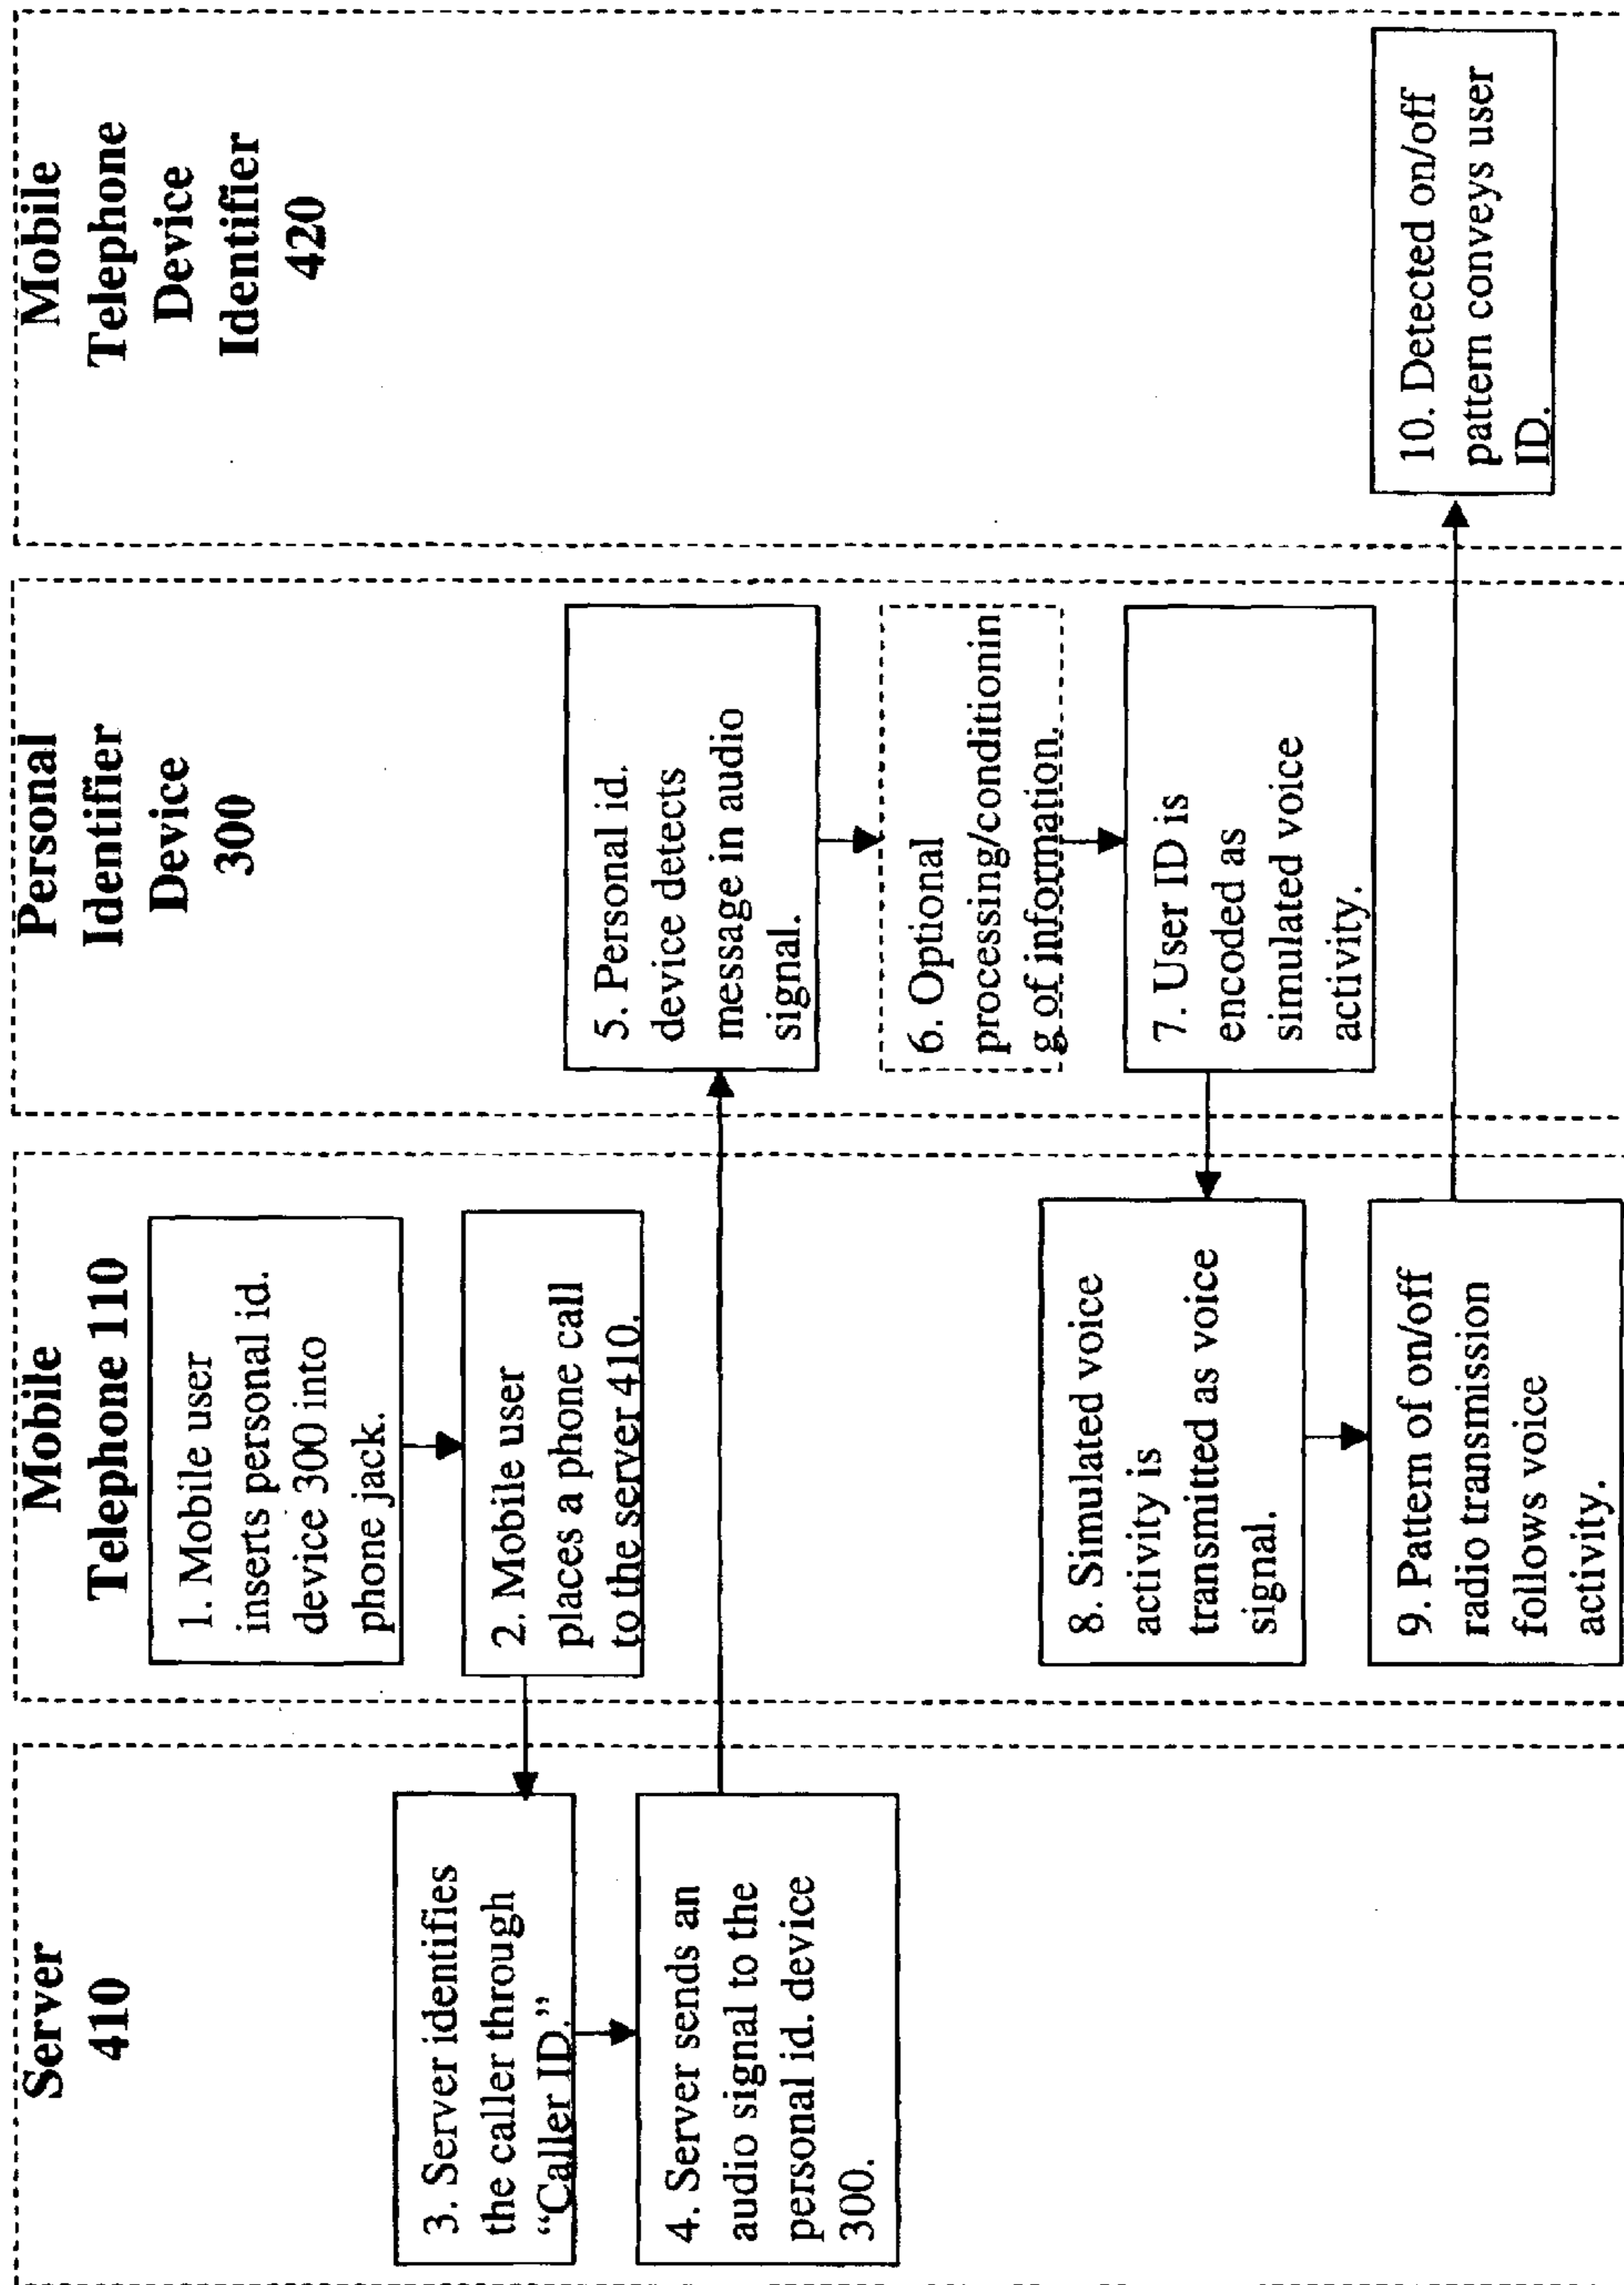 Server
410
3. Server identifies
the caller through
“Caller ID.”
4. Server sends an
audio signal to the
personal id. device
300.
Mobile
Telephone 110
1. Mobile user
inserts personal id.
device 300 into
phone jack.
2. Mobile user
places a phone call
to the server 410.
8. Simulated voice
activity is
transmitted as voice
signal.
9. Pattern of on/off
radio transmission
follows voice
activity.
Personal
Identifier
Device
300
5. Personal id.
device detects
message in audio
signal.
6. Optional
processing/conditionin
g of information.
7. User ID is
encoded as
simulated voice
activity.
Mobile
Telephone
Device
Identifier
420
10. Detected on/off
pattern conveys user
ID.